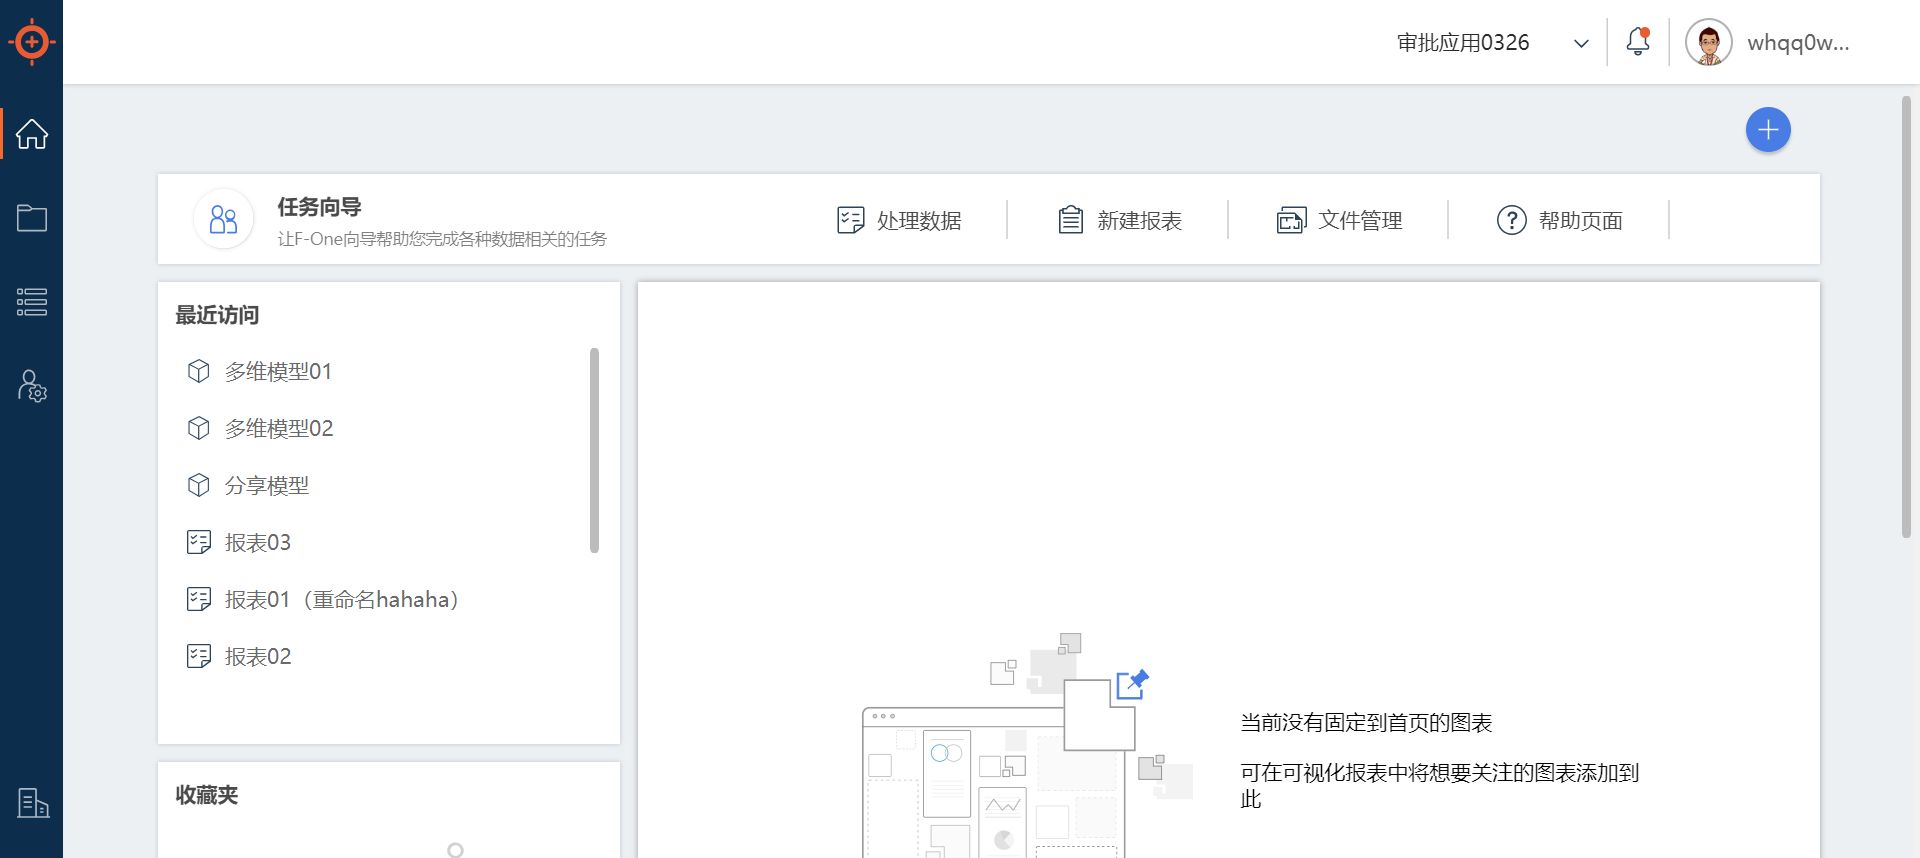 审批应用0326
whqq0w...
任务向导
让F-One向导帮助您完成各种数据相关的任务
处理数据
新建报表
文件管理
帮助页面
最近访问
多维模型01
多维模型02
分享模型
报表03
报表01（重命名hahaha）
报表02
收藏夹
当前没有固定到首页的图表
可在可视化报表中将想要关注的图表添加到
此